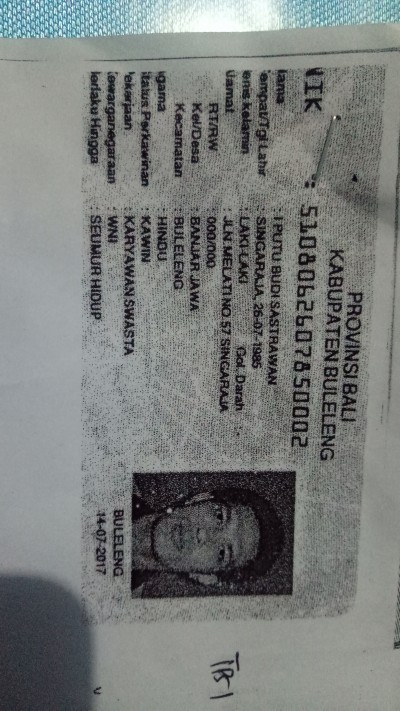 PROVINSI BALI
KABUPATEN BULELENG
NIK : 5108062607850002
Nama : I PUTU BUDI SASTRAWAN
Tempat/Tgl Lahir : SINGARAJA, 26-07-1985
Jenis kelamin : LAKI-LAKI Gol. Darah : -
Alamat : JLN MELATI NO.57 SINGARAJA
RT/RW : 000/000
Kel/Desa : BANJAR JAWA
Kecamatan : BULELENG
Agama : HINDU
Status Perkawinan : KAWIN
Pekerjaan : KARYAWAN SWASTA
Kewarganegaraan : WNI
Berlaku Hingga : SEUMUR HIDUP
BULELENG
14-07-2017